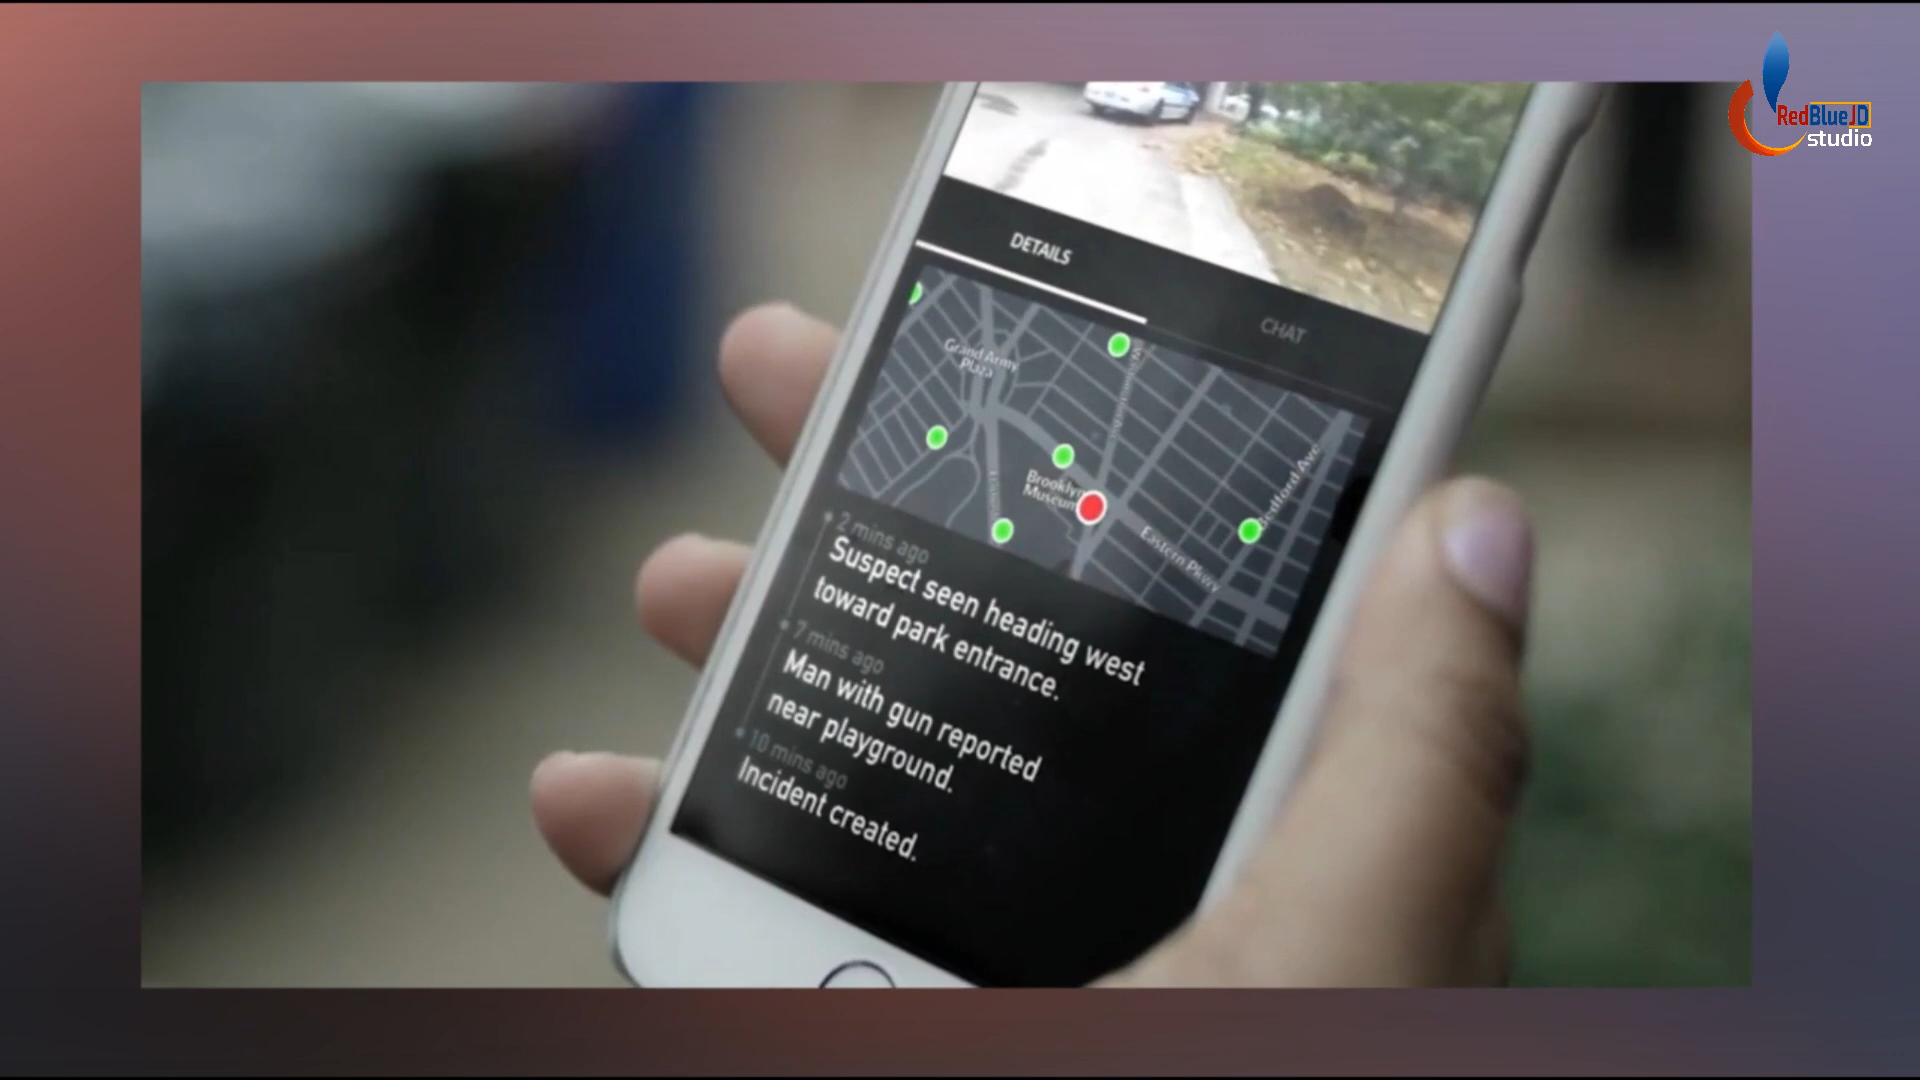 RedBlueJD
studio
DETAILS
CHAT
Grand Army
Plaza
Brooklyn
Museum
Bedford Ave
Eastern Pkwy
2 mins ago
Suspect seen heading west
toward park entrance.
7 mins ago
Man with gun reported
near playground.
10 mins ago
Incident created.